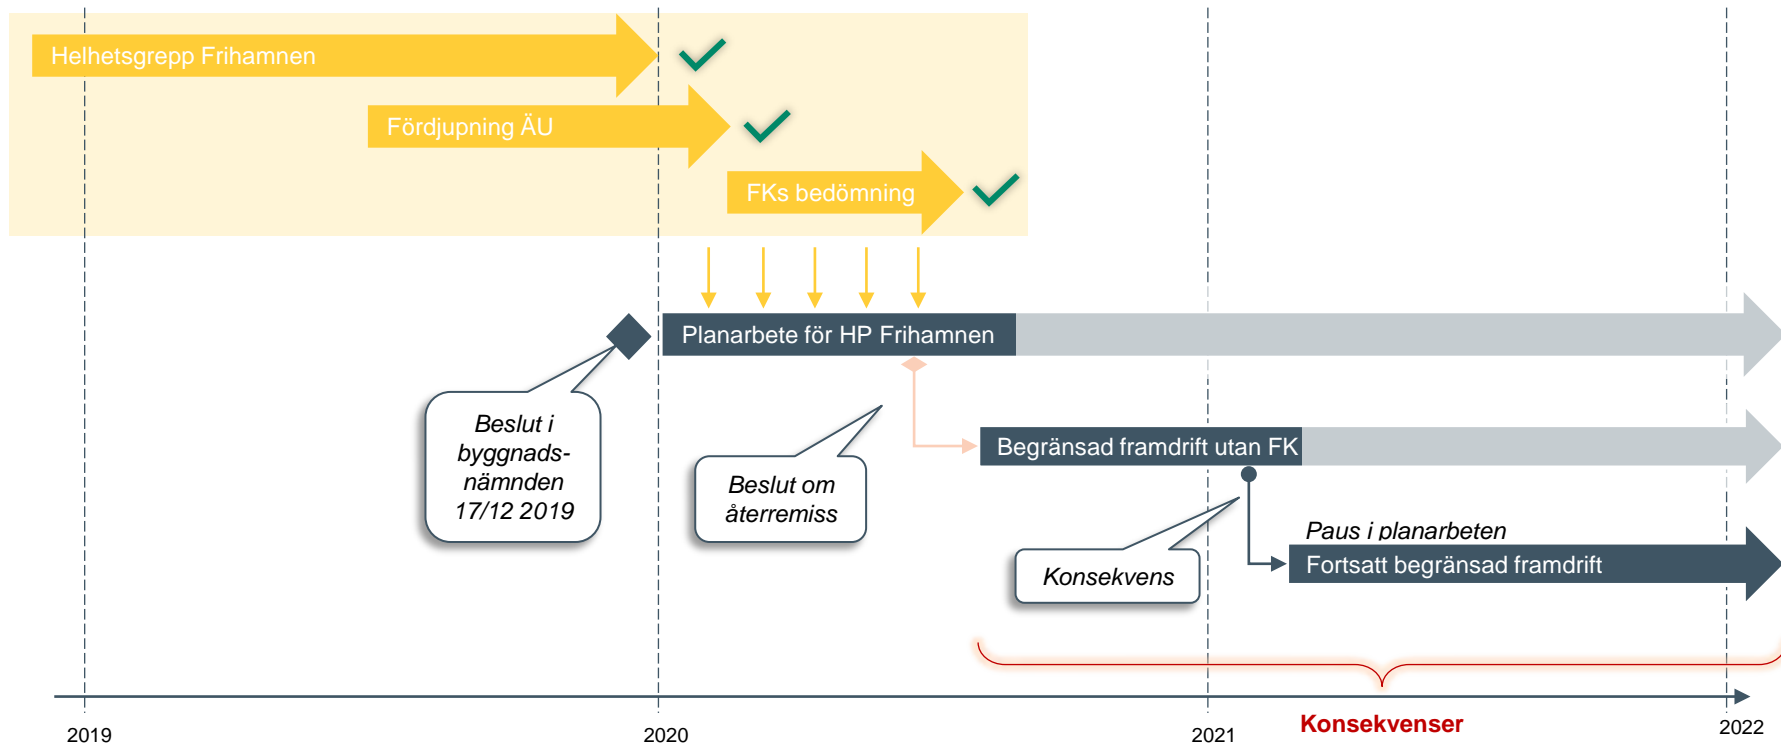 Helhetsgrepp Frihamnen
Fördjupning ÄU
FKs bedömning
Planarbete för HP Frihamnen
Beslut i
byggnads-
nämnden
17/12 2019
Begränsad framdrift utan FK
Beslut om
återremiss
Paus i planarbeten
Fortsatt begränsad framdrift
Konsekvens
Konsekvenser
2019
2020
2021
2022